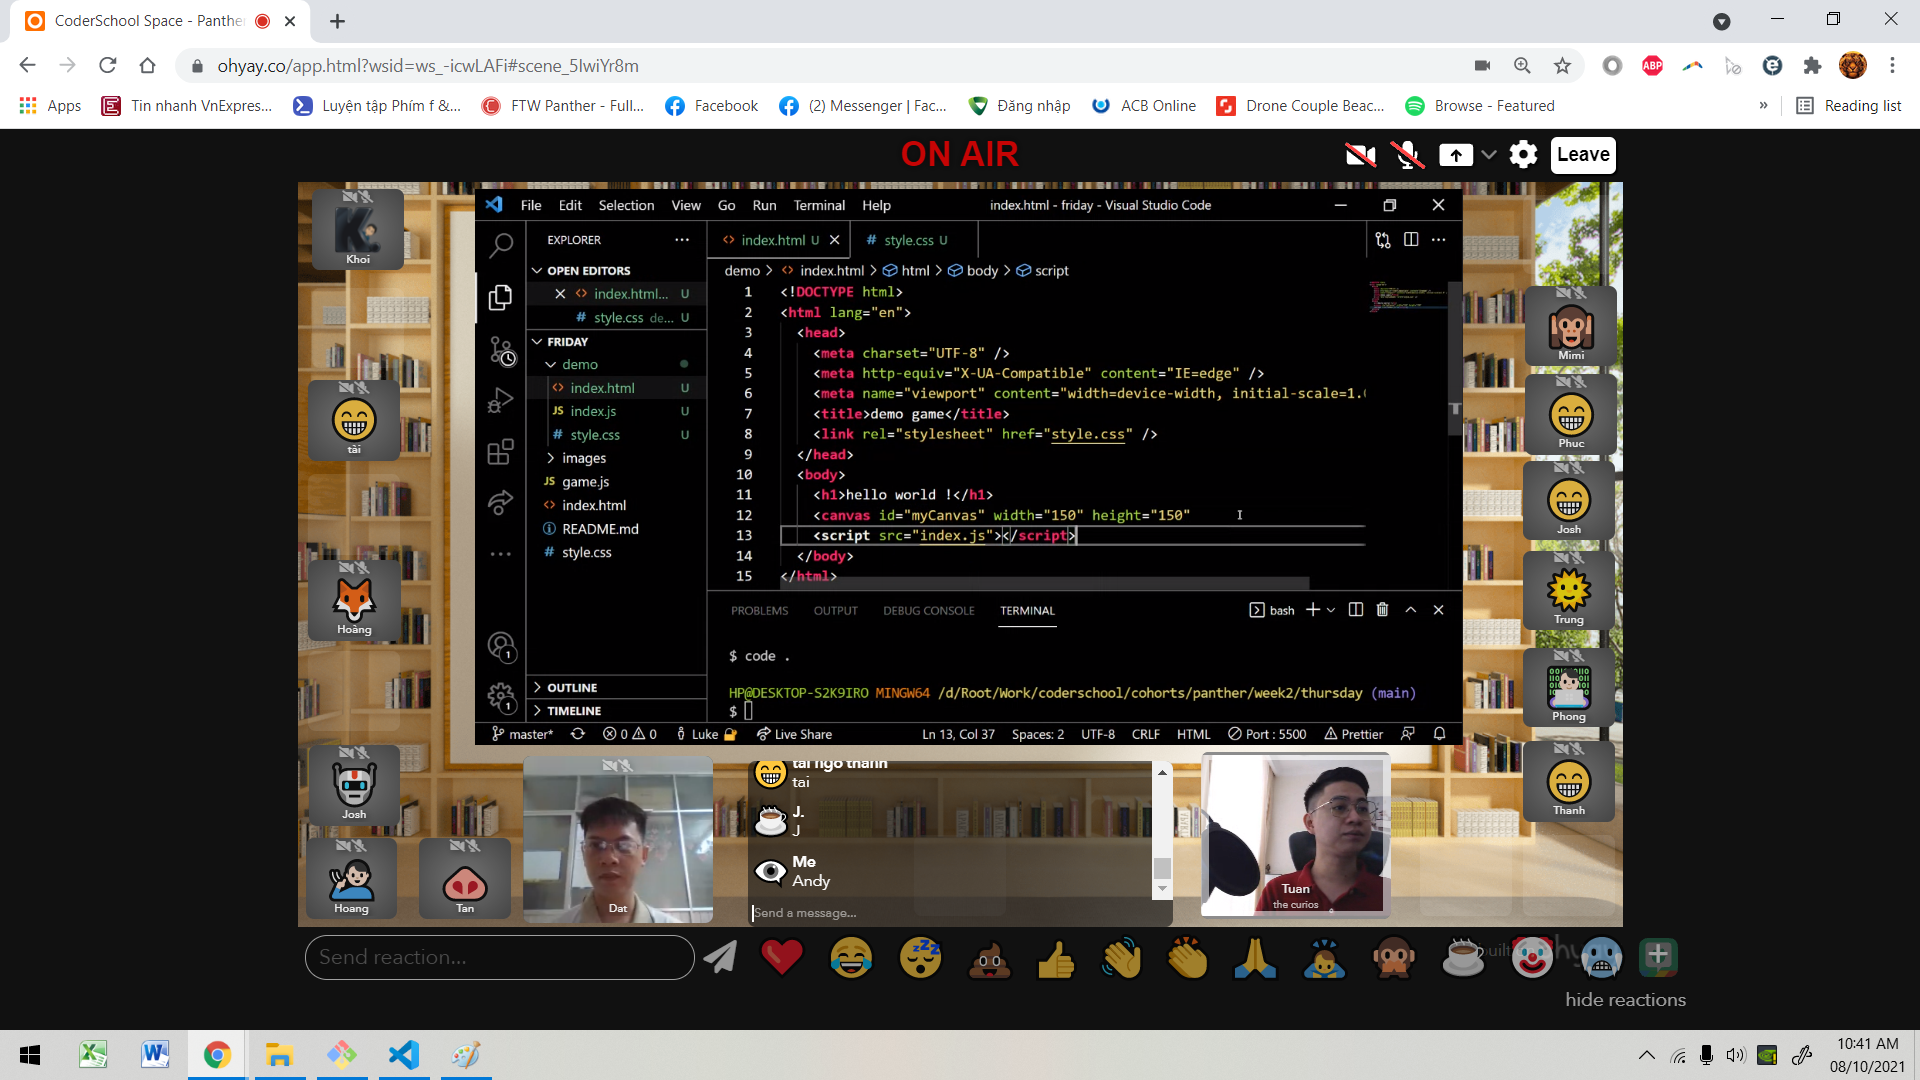 CoderSchool Space - Panthe
ohyay.co/app.html?wsid=ws_-icwLAFi#scene_5IwiYr8m
ABP
Apps
Tin nhanh VnExpres...
Luyện tập Phím f &...
FTW Panther - Full...
Facebook
(2) Messenger | Fac...
Đăng nhập
ACB Online
Drone Couple Beac...
Browse - Featured
»
Reading list
ON AIR
Leave
File Edit Selection View Go Run Terminal Help
index.html - friday - Visual Studio Code
EXPLORER
index.html U
style.css U
OPEN EDITORS
index.html... U
style.css de... U
FRIDAY
demo
index.html U
JS index.js U
# style.css U
images
JS game.js
index.html
README.md
# style.css
OUTLINE
TIMELINE
demo > index.html > html > body > script
1 <!DOCTYPE html>
2 <html lang="en">
3 <head>
4 <meta charset="UTF-8" />
5 <meta http-equiv="X-UA-Compatible" content="IE=edge" />
6 <meta name="viewport" content="width=device-width, initial-scale=1.
7 <title>demo game</title>
8 <link rel="stylesheet" href="style.css" />
9 </head>
10 <body>
11 <h1>hello world !</h1>
12 <canvas id="myCanvas" width="150" height="150"
13 <script src="index.js"></script>
14 </body>
15 </html>
PROBLEMS OUTPUT DEBUG CONSOLE TERMINAL
bash
$ code .
HP@DESKTOP-S2K9IRO MINGW64 /d/Root/Work/coderschool/cohorts/panther/week2/thursday (main)
$
master* 0 0 Luke Live Share
Ln 13, Col 37 Spaces: 2 UTF-8 CRLF HTML Port : 5500 Prettier
Khoi
tài
Hoàng
Josh
Hoang
Tan
Dat
Mimi
Phuc
Josh
Trung
Phong
Thanh
tai ngo thanh
tai
J.
J
Me
Andy
Send a message...
Tuan
the curios
Send reaction...
built
hide reactions
10:41 AM
08/10/2021